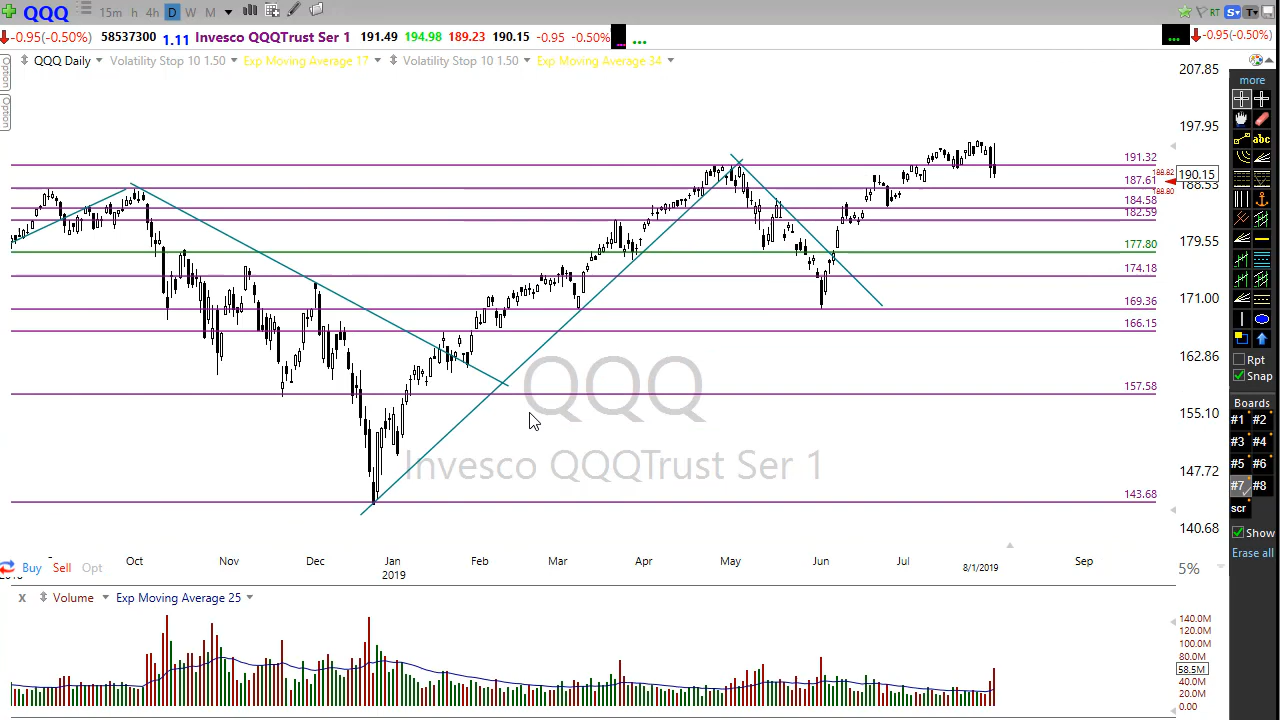 QQQ 15m h 4h D W M RT S T
-0.95(-0.50%) 58537300 1.11 Invesco QQQTrust Ser 1 191.49 194.98 189.23 190.15 -0.95 -0.50% ... ... -0.95(-0.50%)
QQQ Daily Volatility Stop 10 1.50 Exp Moving Average 17 Volatility Stop 10 1.50 Exp Moving Average 34
Option
Option
more
abc
207.85
197.95
191.32
190.15
188.82
187.61
188.53
188.80
184.58
182.59
179.55
177.80
174.18
171.00
169.36
166.15
162.86
157.58
155.10
147.72
143.68
140.68
QQQ
Invesco QQQTrust Ser 1
Rpt
Snap
Boards
#1 #2
#3 #4
#5 #6
#7 #8
scr
Show
Erase all
Oct Nov Dec Jan Feb Mar Apr May Jun Jul 8/1/2019 Sep
2019
Buy Sell Opt 5%
x Volume Exp Moving Average 25
140.0M
120.0M
100.0M
80.0M
58.5M
40.0M
20.0M
0.00